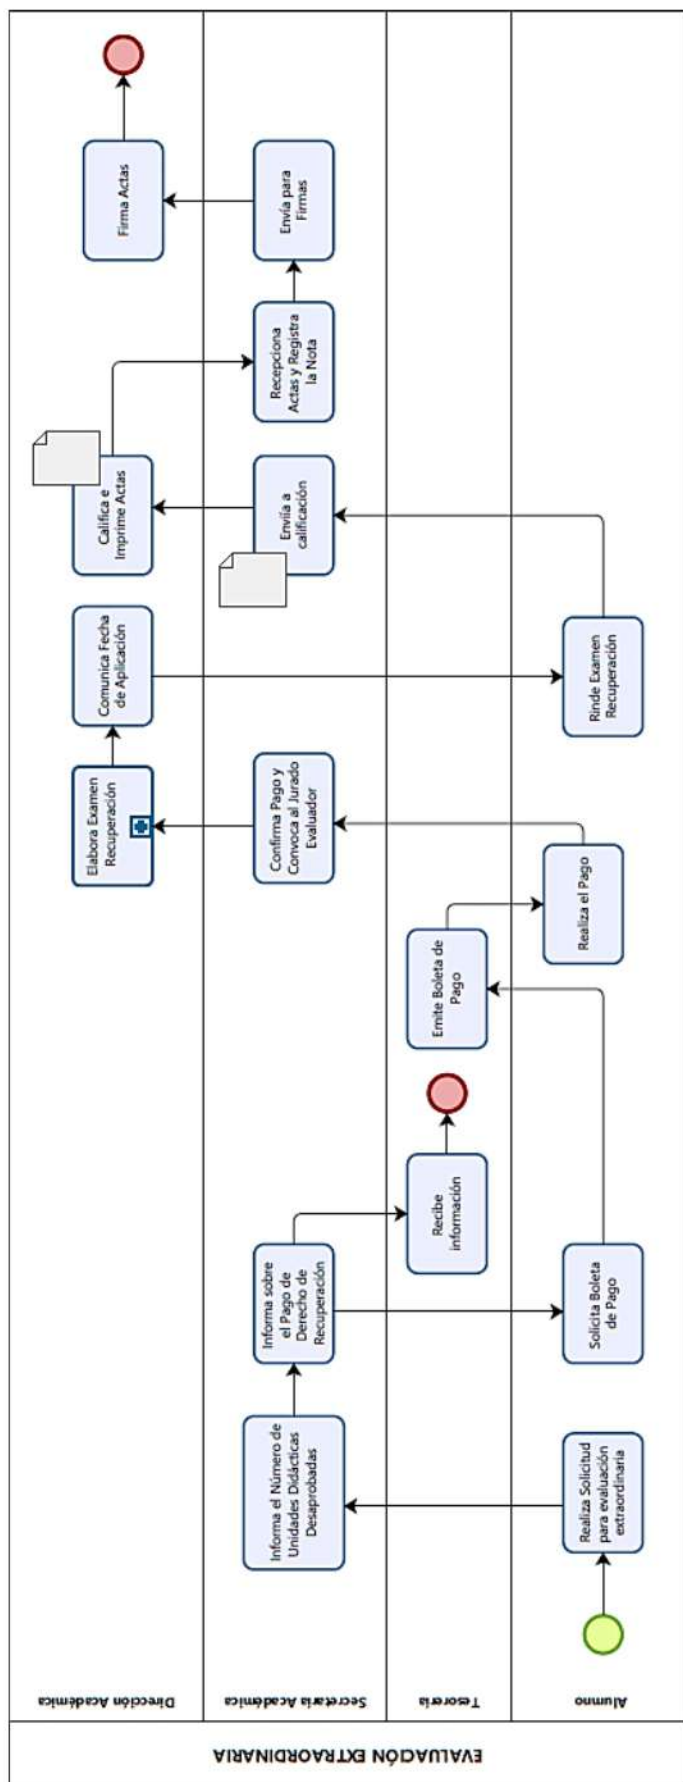 EVALUACIÓN EXTRAORDINARIA
Dirección Académica
Elabora Examen
Recuperación
Comunica Fecha
de Aplicación
Califica e
Imprime Actas
Firma Actas
Secretaria Académica
Informa el Número de
Unidades Didácticas
Desaprobadas
Informa sobre
el Pago de
Derecho de
Recuperación
Confirma Pago y
Convoca al Jurado
Evaluador
Enviia a
calificación
Recepciona
Actas y Registra
la Nota
Envía para
Firmas
Tesoreria
Recibe
información
Emite Boleta de
Pago
Alumno
Realiza Solicitud
para evaluación
extraordinaria
Solicita Boleta
de Pago
Realiza el Pago
Rinde Examen
Recuperación